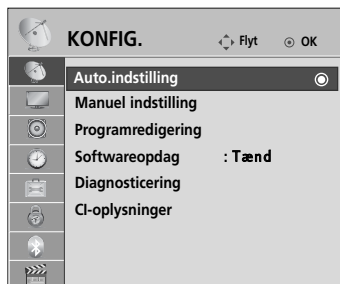 KONFIG. Flyt OK
Auto.indstilling
Manuel indstilling
Programredigering
Softwareopdag : Tænd
Diagnosticering
CI-oplysninger